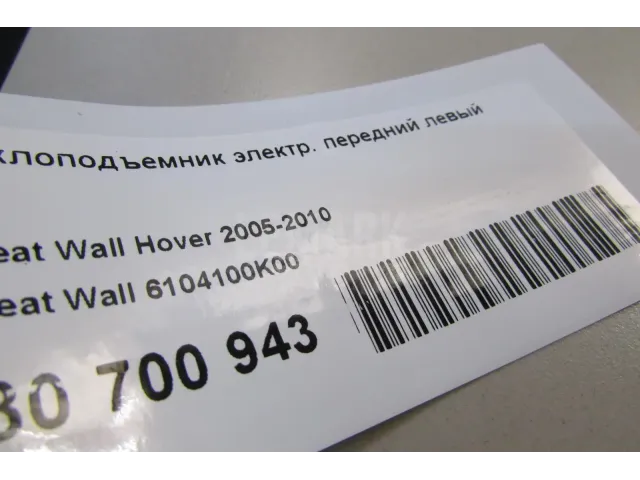 клоподъемник электр. передний левый
eat Wall Hover 2005-2010
eat Wall 6104100K00
30 700 943